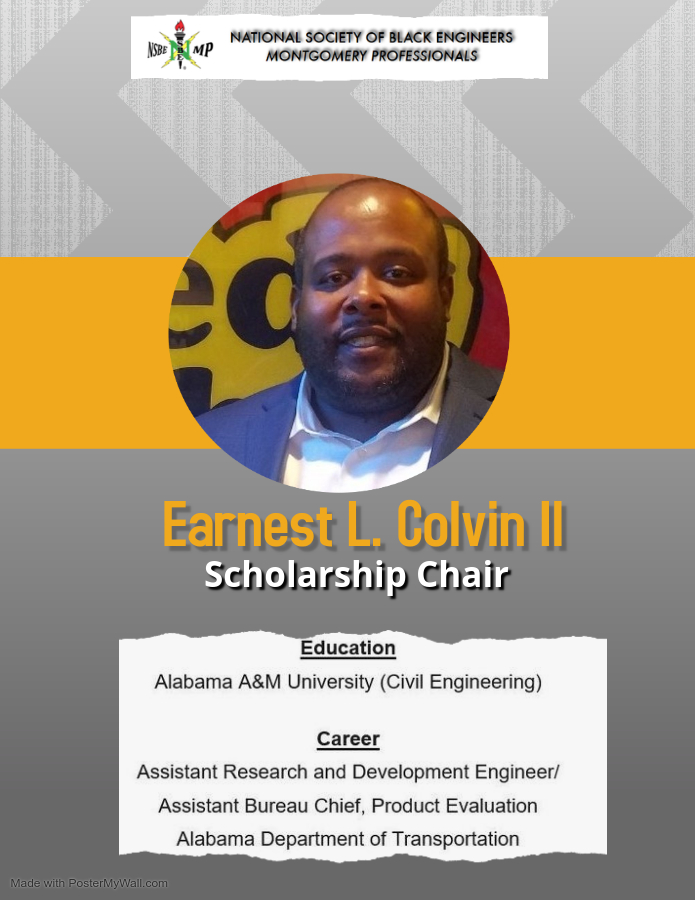 NSBE
NSBE
MP
NATIONAL SOCIETY OF BLACK ENGINEERS
MONTGOMERY PROFESSIONALS
ed
Earnest L. Colvin II
Scholarship Chair
Education
Alabama A&M University (Civil Engineering)
Career
Assistant Research and Development Engineer/
Assistant Bureau Chief, Product Evaluation
Alabama Department of Transportation
Made with PosterMyWall.com